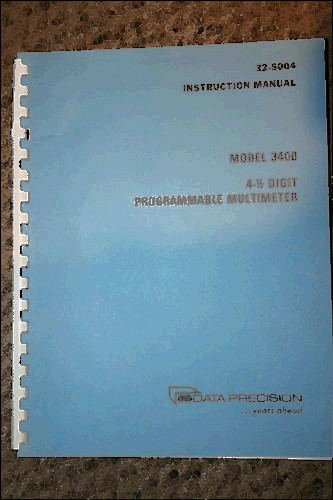 32-5004
INSTRUCTION MANUAL
MODEL 3400
4-½ DIGIT
PROGRAMMABLE MULTIMETER
DATA PRECISION
...years ahead